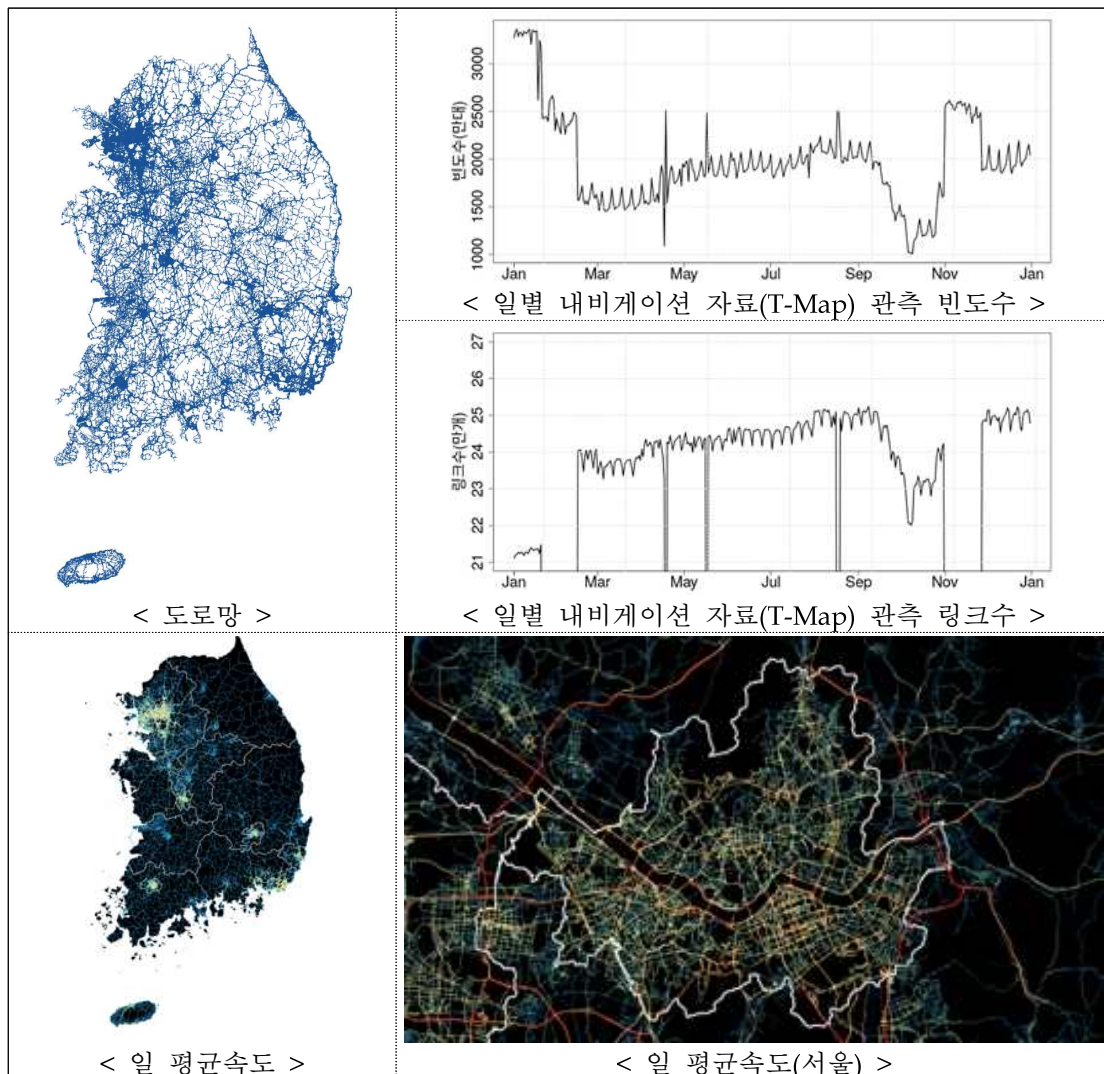 3000
2500
2000
1500
1000
빈도수(만대)
Jan Mar May Jul Sep Nov Jan
< 일별 내비게이션 자료(T-Map) 관측 빈도수 >
27
26
25
24
23
22
21
링크수(만개)
Jan Mar May Jul Sep Nov Jan
< 도로망 >
< 일별 내비게이션 자료(T-Map) 관측 링크수 >
< 일 평균속도 >
< 일 평균속도(서울) >